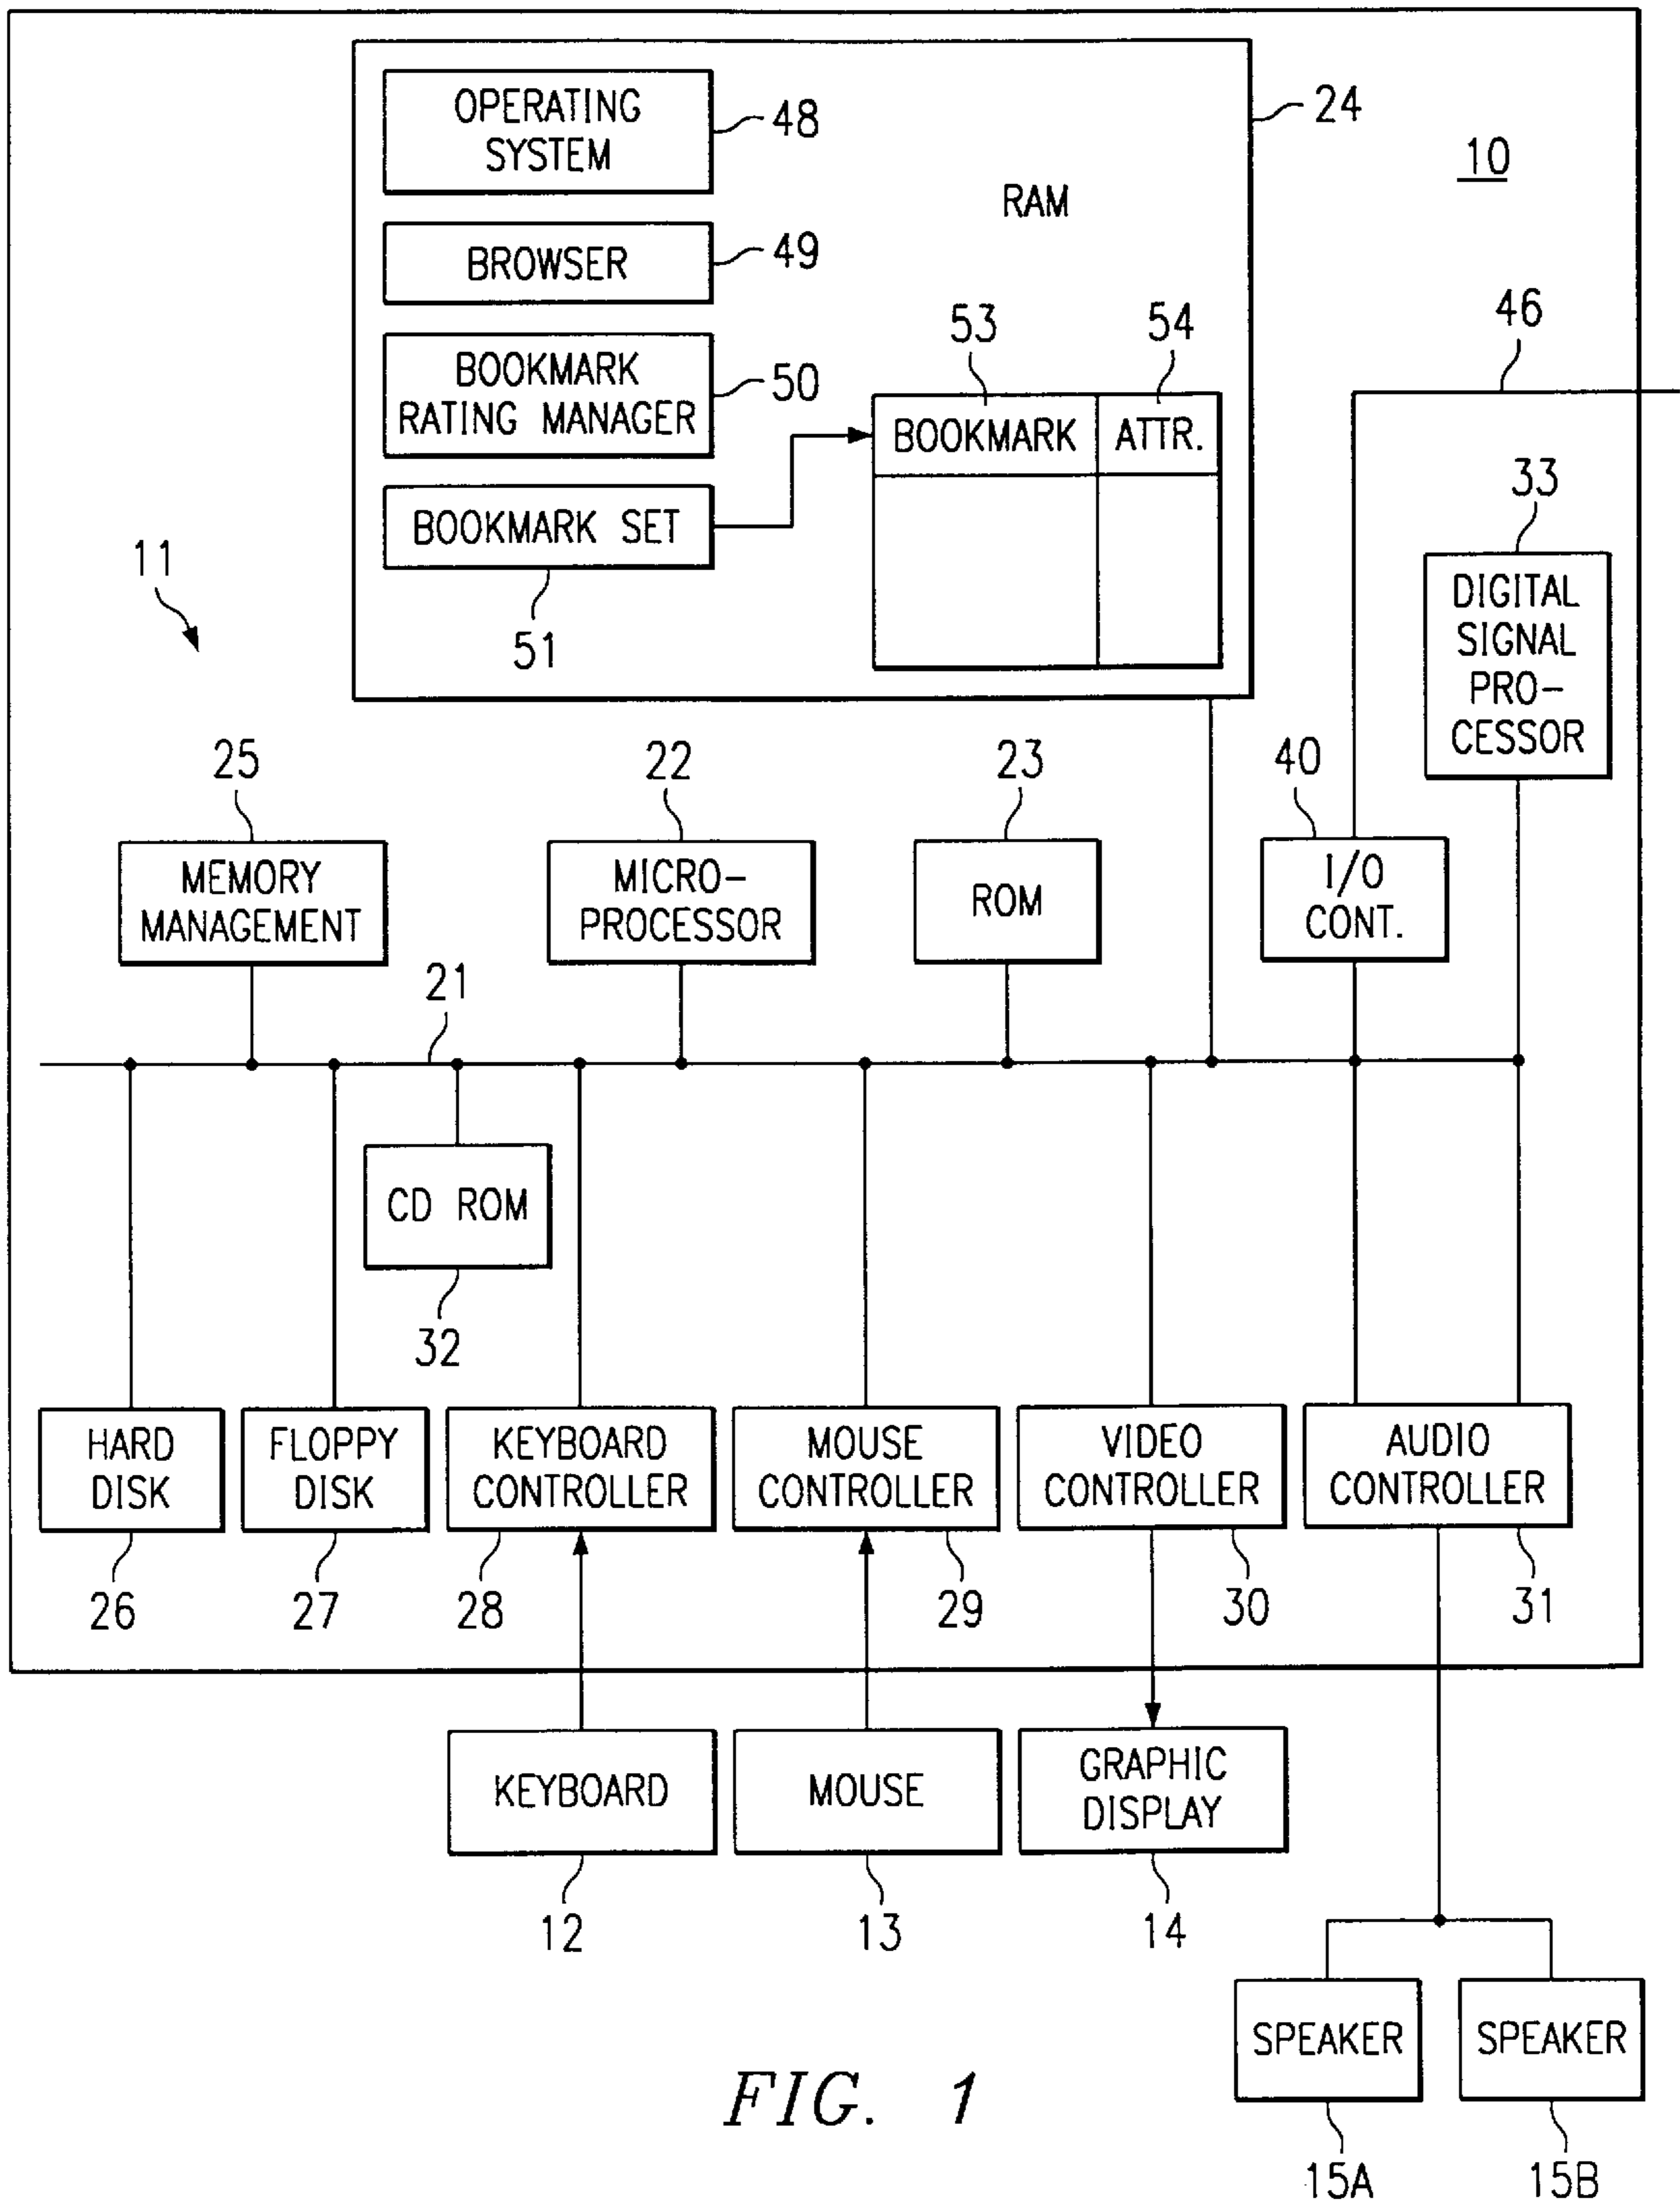 OPERATING
SYSTEM
48
24
10
RAM
BROWSER
49
46
53
54
BOOKMARK
RATING MANAGER
50
BOOKMARK
ATTR.
33
BOOKMARK SET
51
11
DIGITAL
SIGNAL
PRO-
CESSOR
25
22
23
40
MEMORY
MANAGEMENT
MICRO-
PROCESSOR
ROM
I/O
CONT.
21
CD ROM
32
HARD
DISK
FLOPPY
DISK
KEYBOARD
CONTROLLER
MOUSE
CONTROLLER
VIDEO
CONTROLLER
AUDIO
CONTROLLER
26
27
28
29
30
31
KEYBOARD
MOUSE
GRAPHIC
DISPLAY
12
13
14
SPEAKER
SPEAKER
15A
15B
FIG. 1